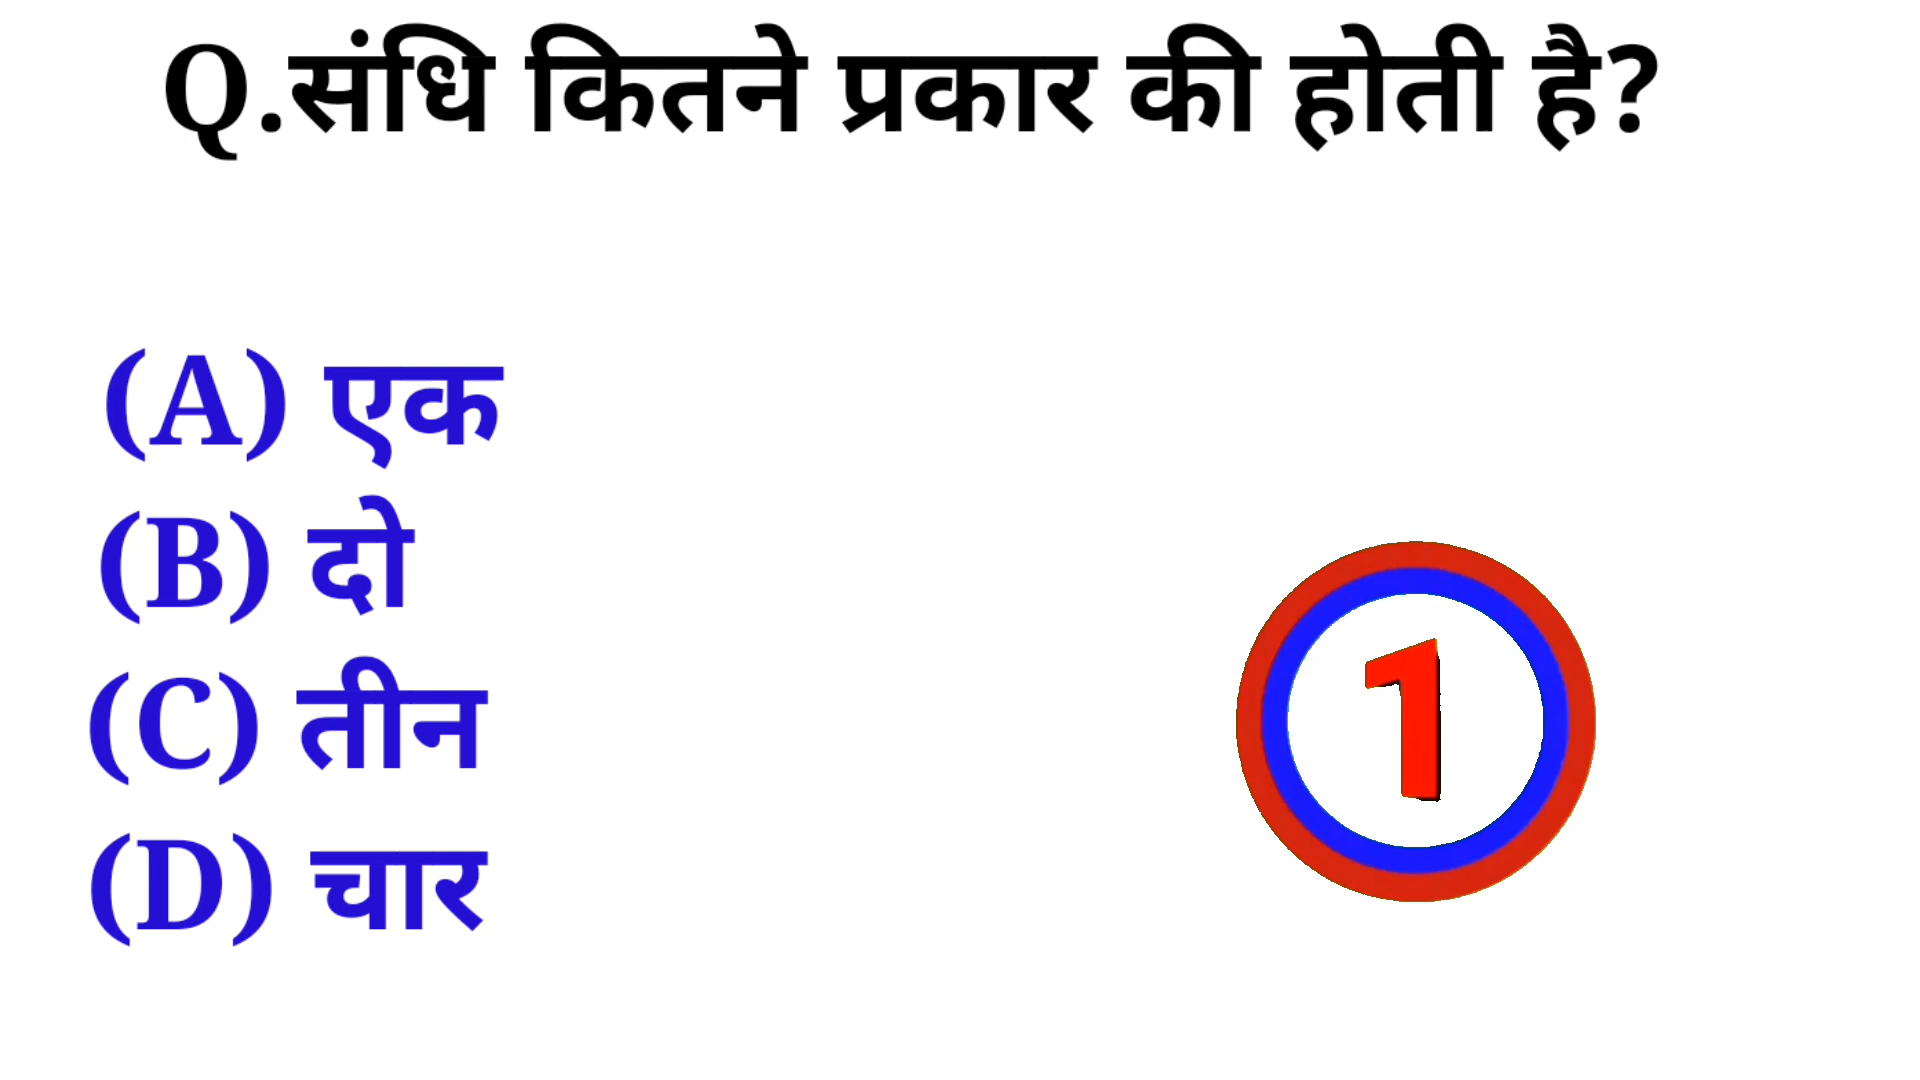 Q.संधि कितने प्रकार की होती है?
(A) एक
(B) दो
(C) तीन
(D) चार
1